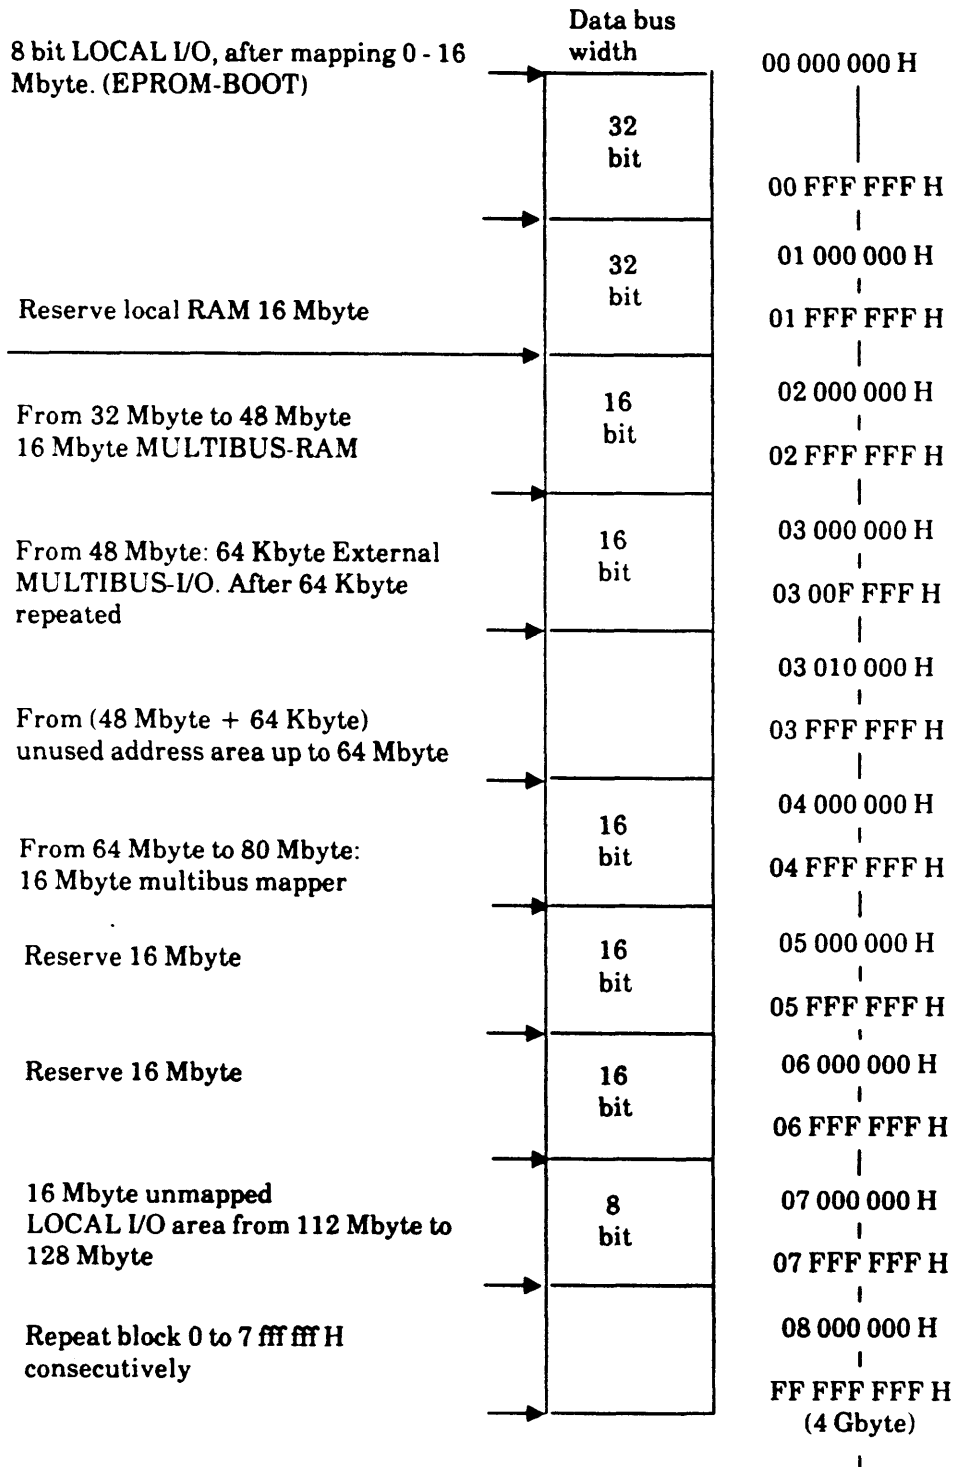 Data bus
width
8 bit LOCAL I/O, after mapping 0 - 16
Mbyte. (EPROM-BOOT)
00 000 000 H
32
bit
00 FFF FFF H
01 000 000 H
32
bit
Reserve local RAM 16 Mbyte
01 FFF FFF H
02 000 000 H
16
bit
From 32 Mbyte to 48 Mbyte
16 Mbyte MULTIBUS-RAM
02 FFF FFF H
03 000 000 H
16
bit
From 48 Mbyte: 64 Kbyte External
MULTIBUS-I/O. After 64 Kbyte
repeated
03 00F FFF H
03 010 000 H
From (48 Mbyte + 64 Kbyte)
unused address area up to 64 Mbyte
03 FFF FFF H
04 000 000 H
16
bit
From 64 Mbyte to 80 Mbyte:
16 Mbyte multibus mapper
04 FFF FFF H
05 000 000 H
Reserve 16 Mbyte
16
bit
05 FFF FFF H
06 000 000 H
Reserve 16 Mbyte
16
bit
06 FFF FFF H
16 Mbyte unmapped
LOCAL I/O area from 112 Mbyte to
128 Mbyte
07 000 000 H
8
bit
07 FFF FFF H
08 000 000 H
Repeat block 0 to 7 fff fff H
consecutively
FF FFF FFF H
(4 Gbyte)